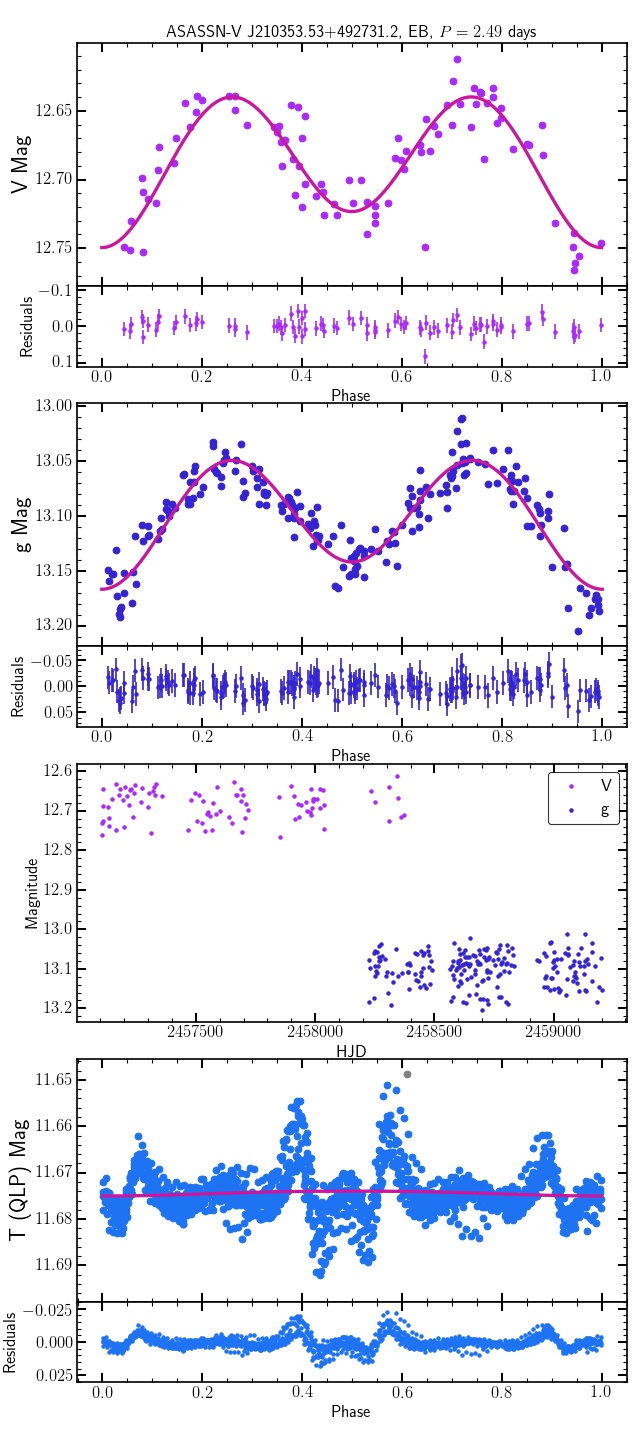 ASASSN-V J210353.53+492731.2, EB, P = 2.49 days
V Mag
12.65
12.70
12.75
Residuals
−0.1
0.0
0.1
0.0 0.2 0.4 0.6 0.8 1.0
Phase
g Mag
13.00
13.05
13.10
13.15
13.20
Residuals
−0.05
0.00
0.05
0.0 0.2 0.4 0.6 0.8 1.0
Phase
Magnitude
12.6
12.7
12.8
12.9
13.0
13.1
13.2
V
g
2457500 2458000 2458500 2459000
HJD
T (QLP) Mag
11.65
11.66
11.67
11.68
11.69
Residuals
−0.025
0.000
0.025
0.0 0.2 0.4 0.6 0.8 1.0
Phase